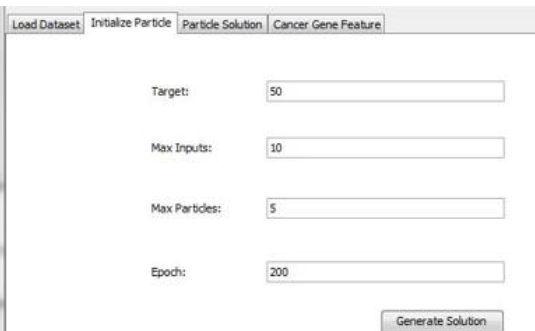 Load Dataset Initialize Particle Particle Solution Cancer Gene Feature
Target: 50
Max Inputs: 10
Max Particles: 5
Epoch: 200
Generate Solution